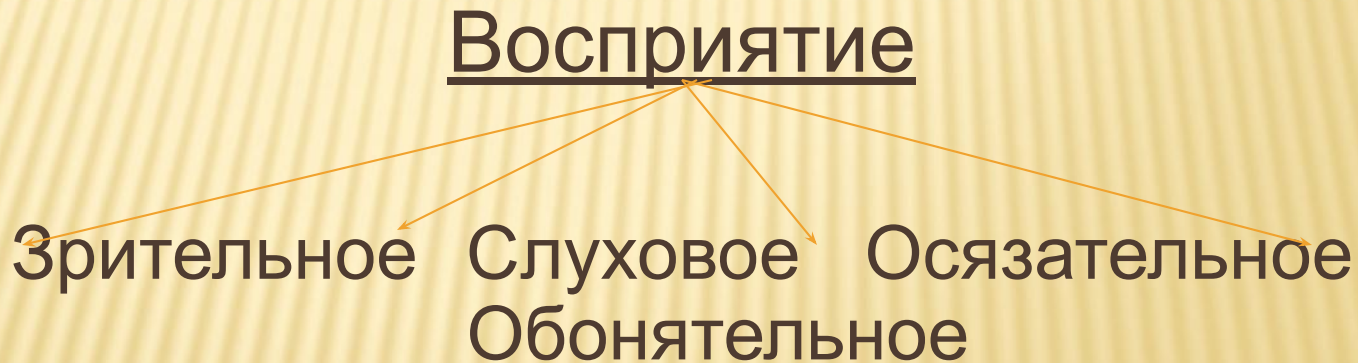 Восприятие
Зрительное Слуховое Осязательное
Обонятельное